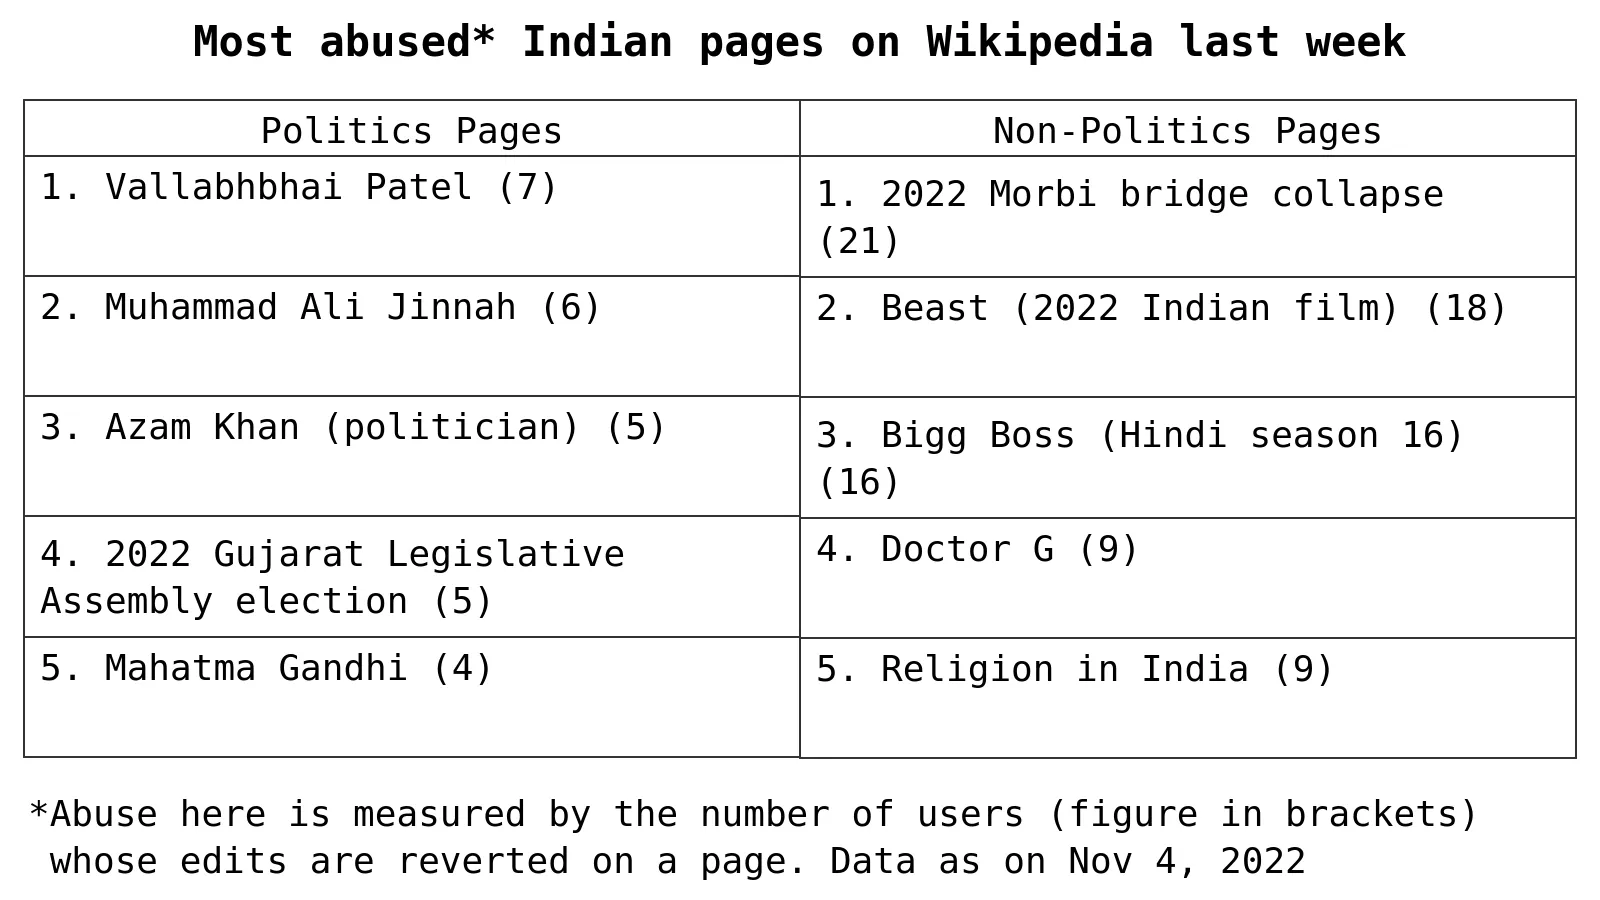 Most abused* Indian pages on Wikipedia last week
Politics Pages
1. Vallabhbhai Patel (7)
2. Muhammad Ali Jinnah (6)
3. Azam Khan (politician) (5)
4. 2022 Gujarat Legislative
Assembly election (5)
5. Mahatma Gandhi (4)
Non-Politics Pages
1. 2022 Morbi bridge collapse
(21)
2. Beast (2022 Indian film) (18)
3. Bigg Boss (Hindi season 16)
(16)
4. Doctor G (9)
5. Religion in India (9)
*Abuse here is measured by the number of users (figure in brackets)
whose edits are reverted on a page. Data as on Nov 4, 2022